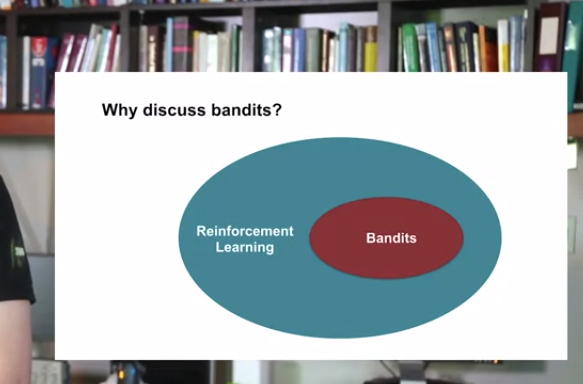 Why discuss bandits?
Reinforcement
Learning
Bandits